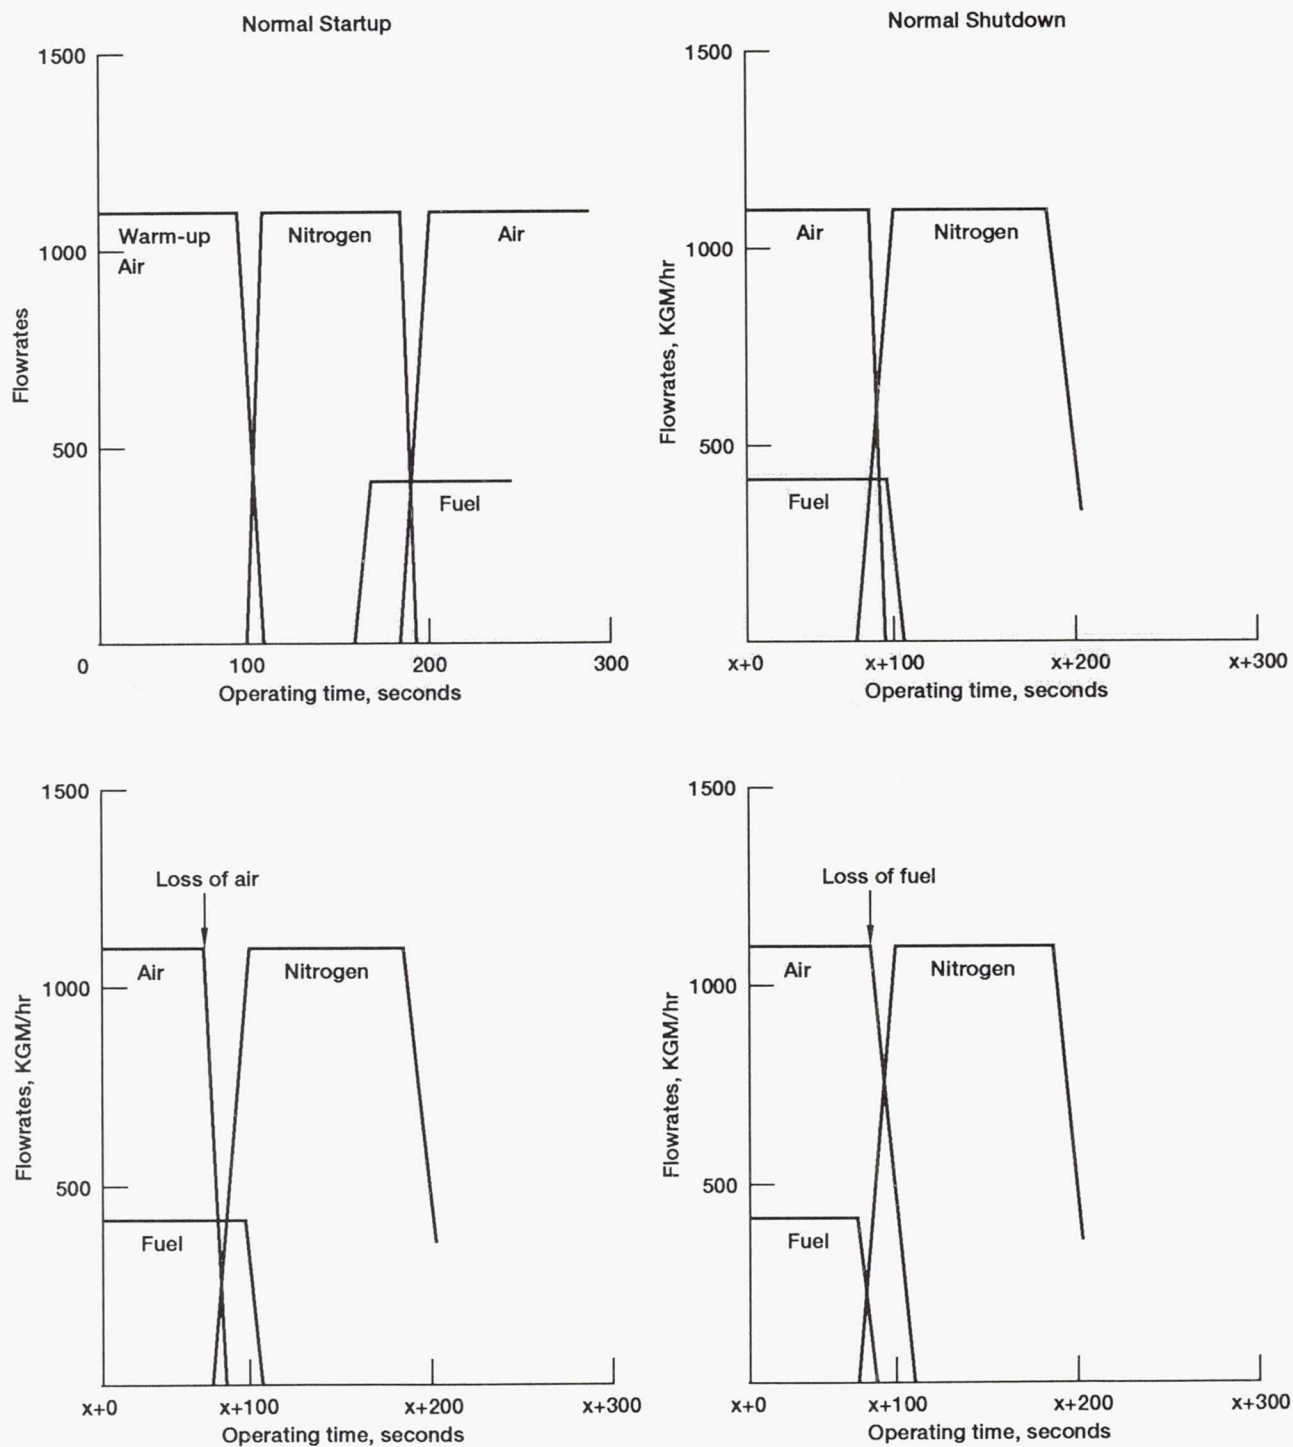 Normal Startup
1500
1000
500
0
100
200
300
Flowrates
Warm-up
Air
Nitrogen
Air
Fuel
Operating time, seconds
Normal Shutdown
1500
1000
500
x+0
x+100
x+200
x+300
Flowrates, KGM/hr
Air
Nitrogen
Fuel
Operating time, seconds
1500
1000
500
x+0
x+100
x+200
x+300
Flowrates, KGM/hr
Loss of air
Air
Nitrogen
Fuel
Operating time, seconds
1500
1000
500
x+0
x+100
x+200
x+300
Flowrates, KGM/hr
Loss of fuel
Air
Nitrogen
Fuel
Operating time, seconds